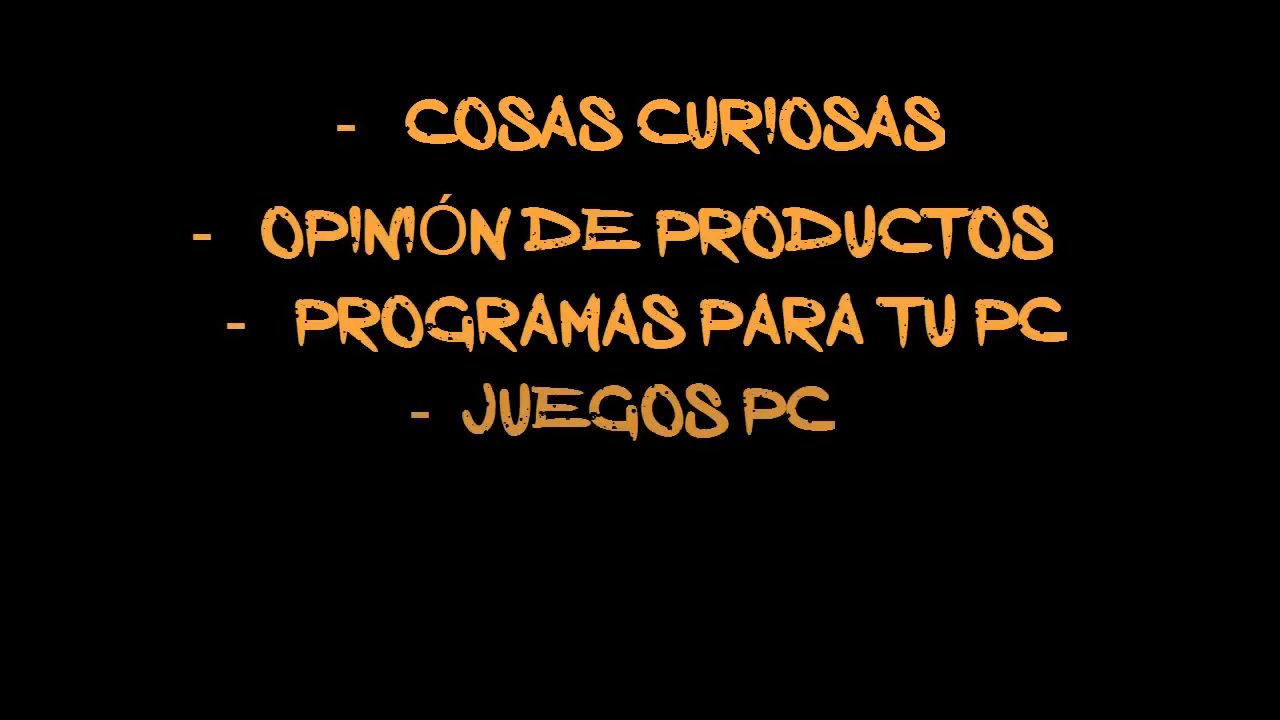 - COSAS CURIOSAS
- OPINIÓN DE PRODUCTOS
- PROGRAMAS PARA TU PC
- JUEGOS PC